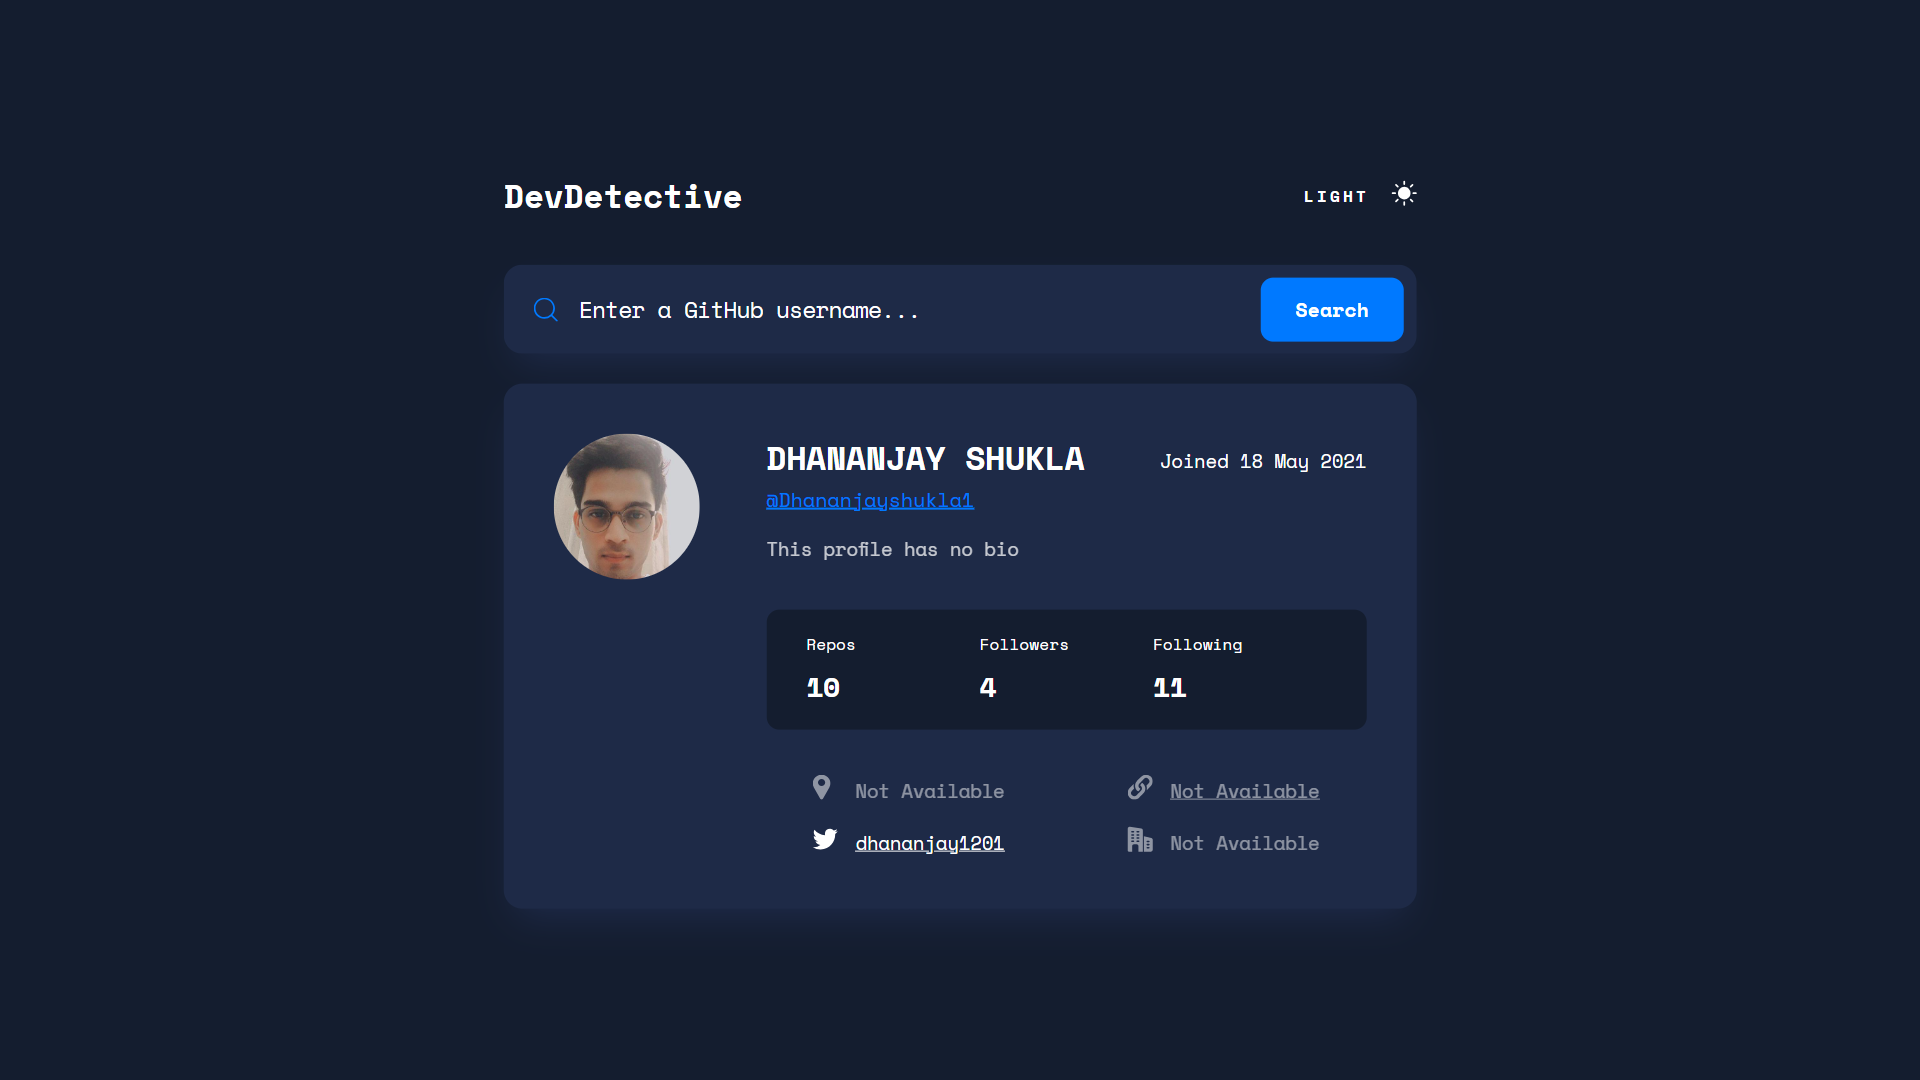 DevDetective
LIGHT
Enter a GitHub username...
Search
DHANANJAY SHUKLA
Joined 18 May 2021
@Dhananjayshukla1
This profile has no bio
Repos Followers Following
10 4 11
Not Available Not Available
dhananjay1201 Not Available